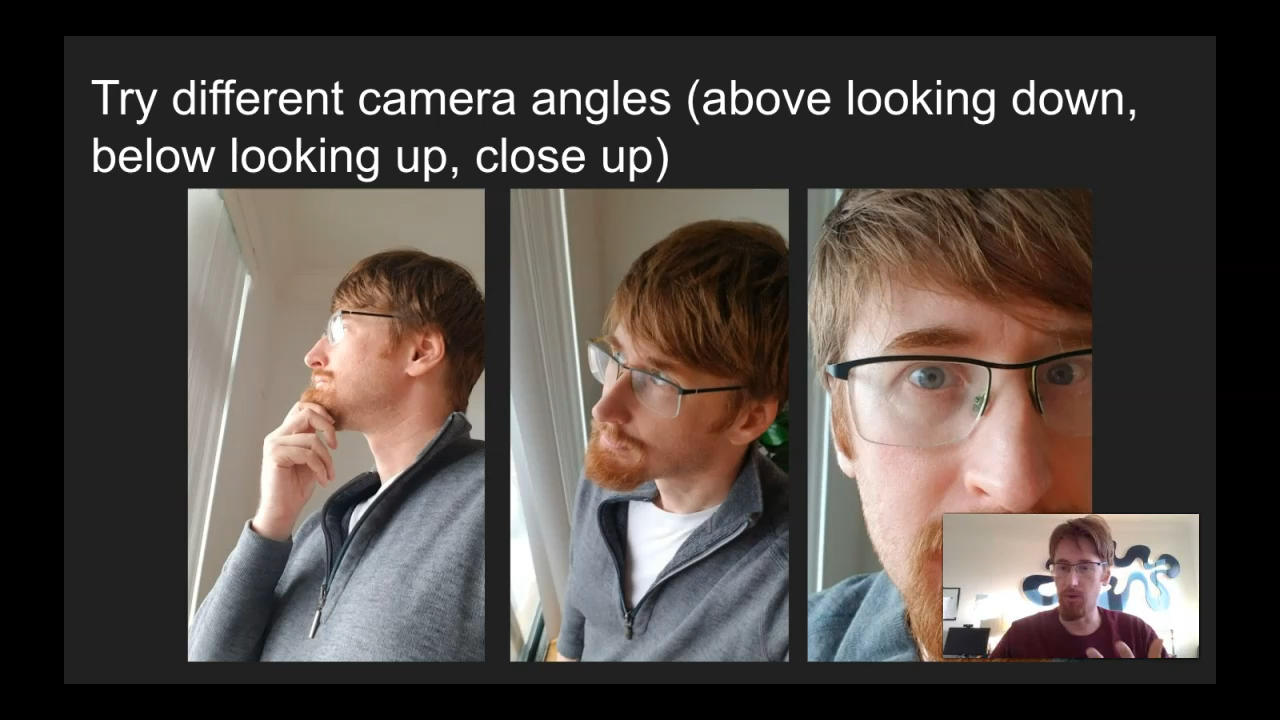 Try different camera angles (above looking down,
below looking up, close up)